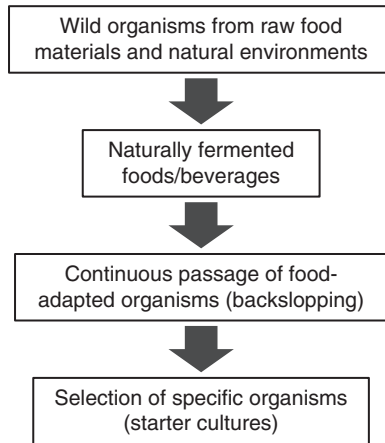 Wild organisms from raw food
materials and natural environments
Naturally fermented
foods/beverages
Continuous passage of food-
adapted organisms (backslopping)
Selection of specific organisms
(starter cultures)